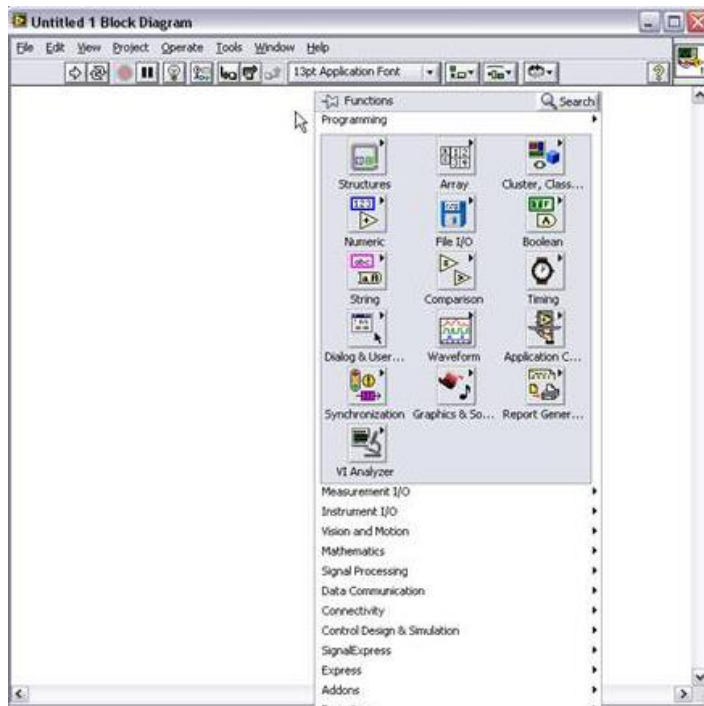 Untitled 1 Block Diagram
File Edit View Project Operate Tools Window Help
13pt Application Font
Functions Search
Programming
Structures Array Cluster, Class...
Numeric File I/O Boolean
String Comparison Timing
Dialog & User... Waveform Application C...
Synchronization Graphics & So... Report Gener...
VI Analyzer
Measurement I/O
Instrument I/O
Vision and Motion
Mathematics
Signal Processing
Data Communication
Connectivity
Control Design & Simulation
SignalExpress
Express
Addons